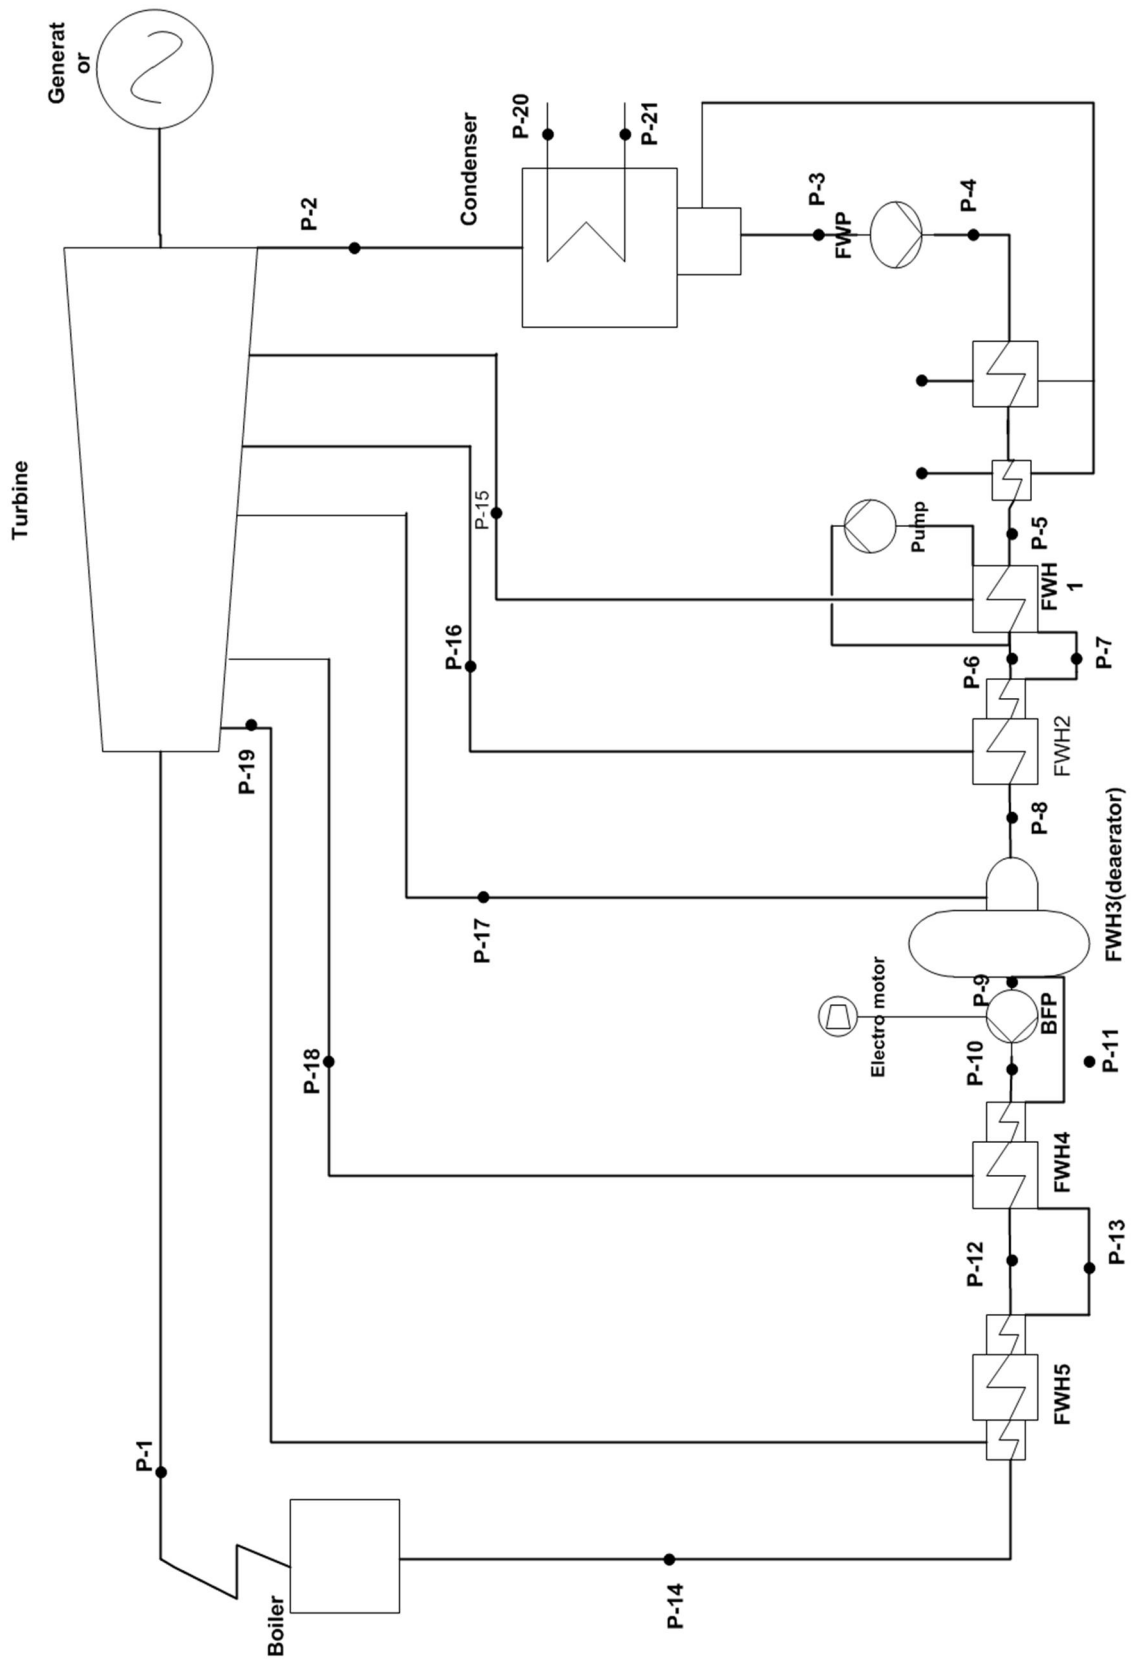 Generat
or
Turbine
P-2
Condenser
P-20
P-21
P-3
FWP
P-4
P-15
Pump
P-5
FWH
1
P-16
P-6
P-7
FWH2
P-19
P-8
P-17
FWH3(deaerator)
Electro motor
P-9
BFP
P-18
P-10
P-11
FWH4
P-12
P-13
FWH5
P-1
Boiler
P-14